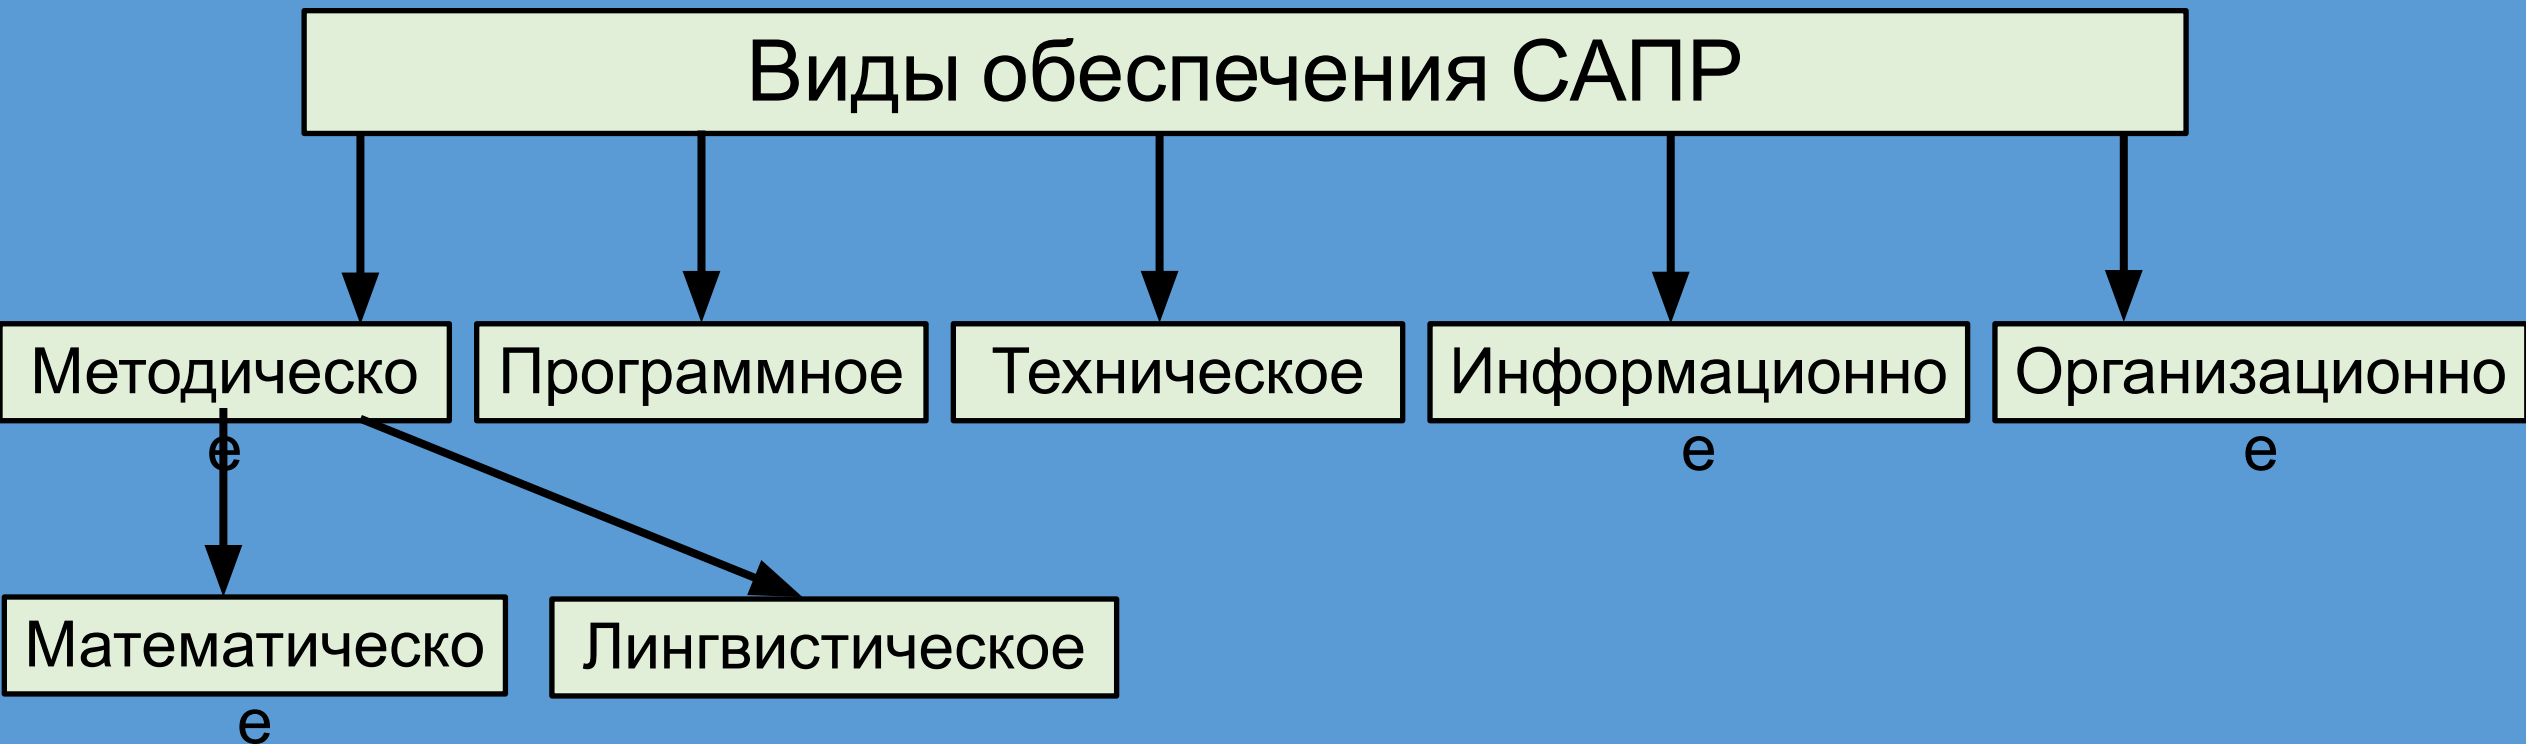 Виды обеспечения САПР
Методическо
е
Программное
Техническое
Информационно
е
Организационно
е
Математическо
е
Лингвистическое